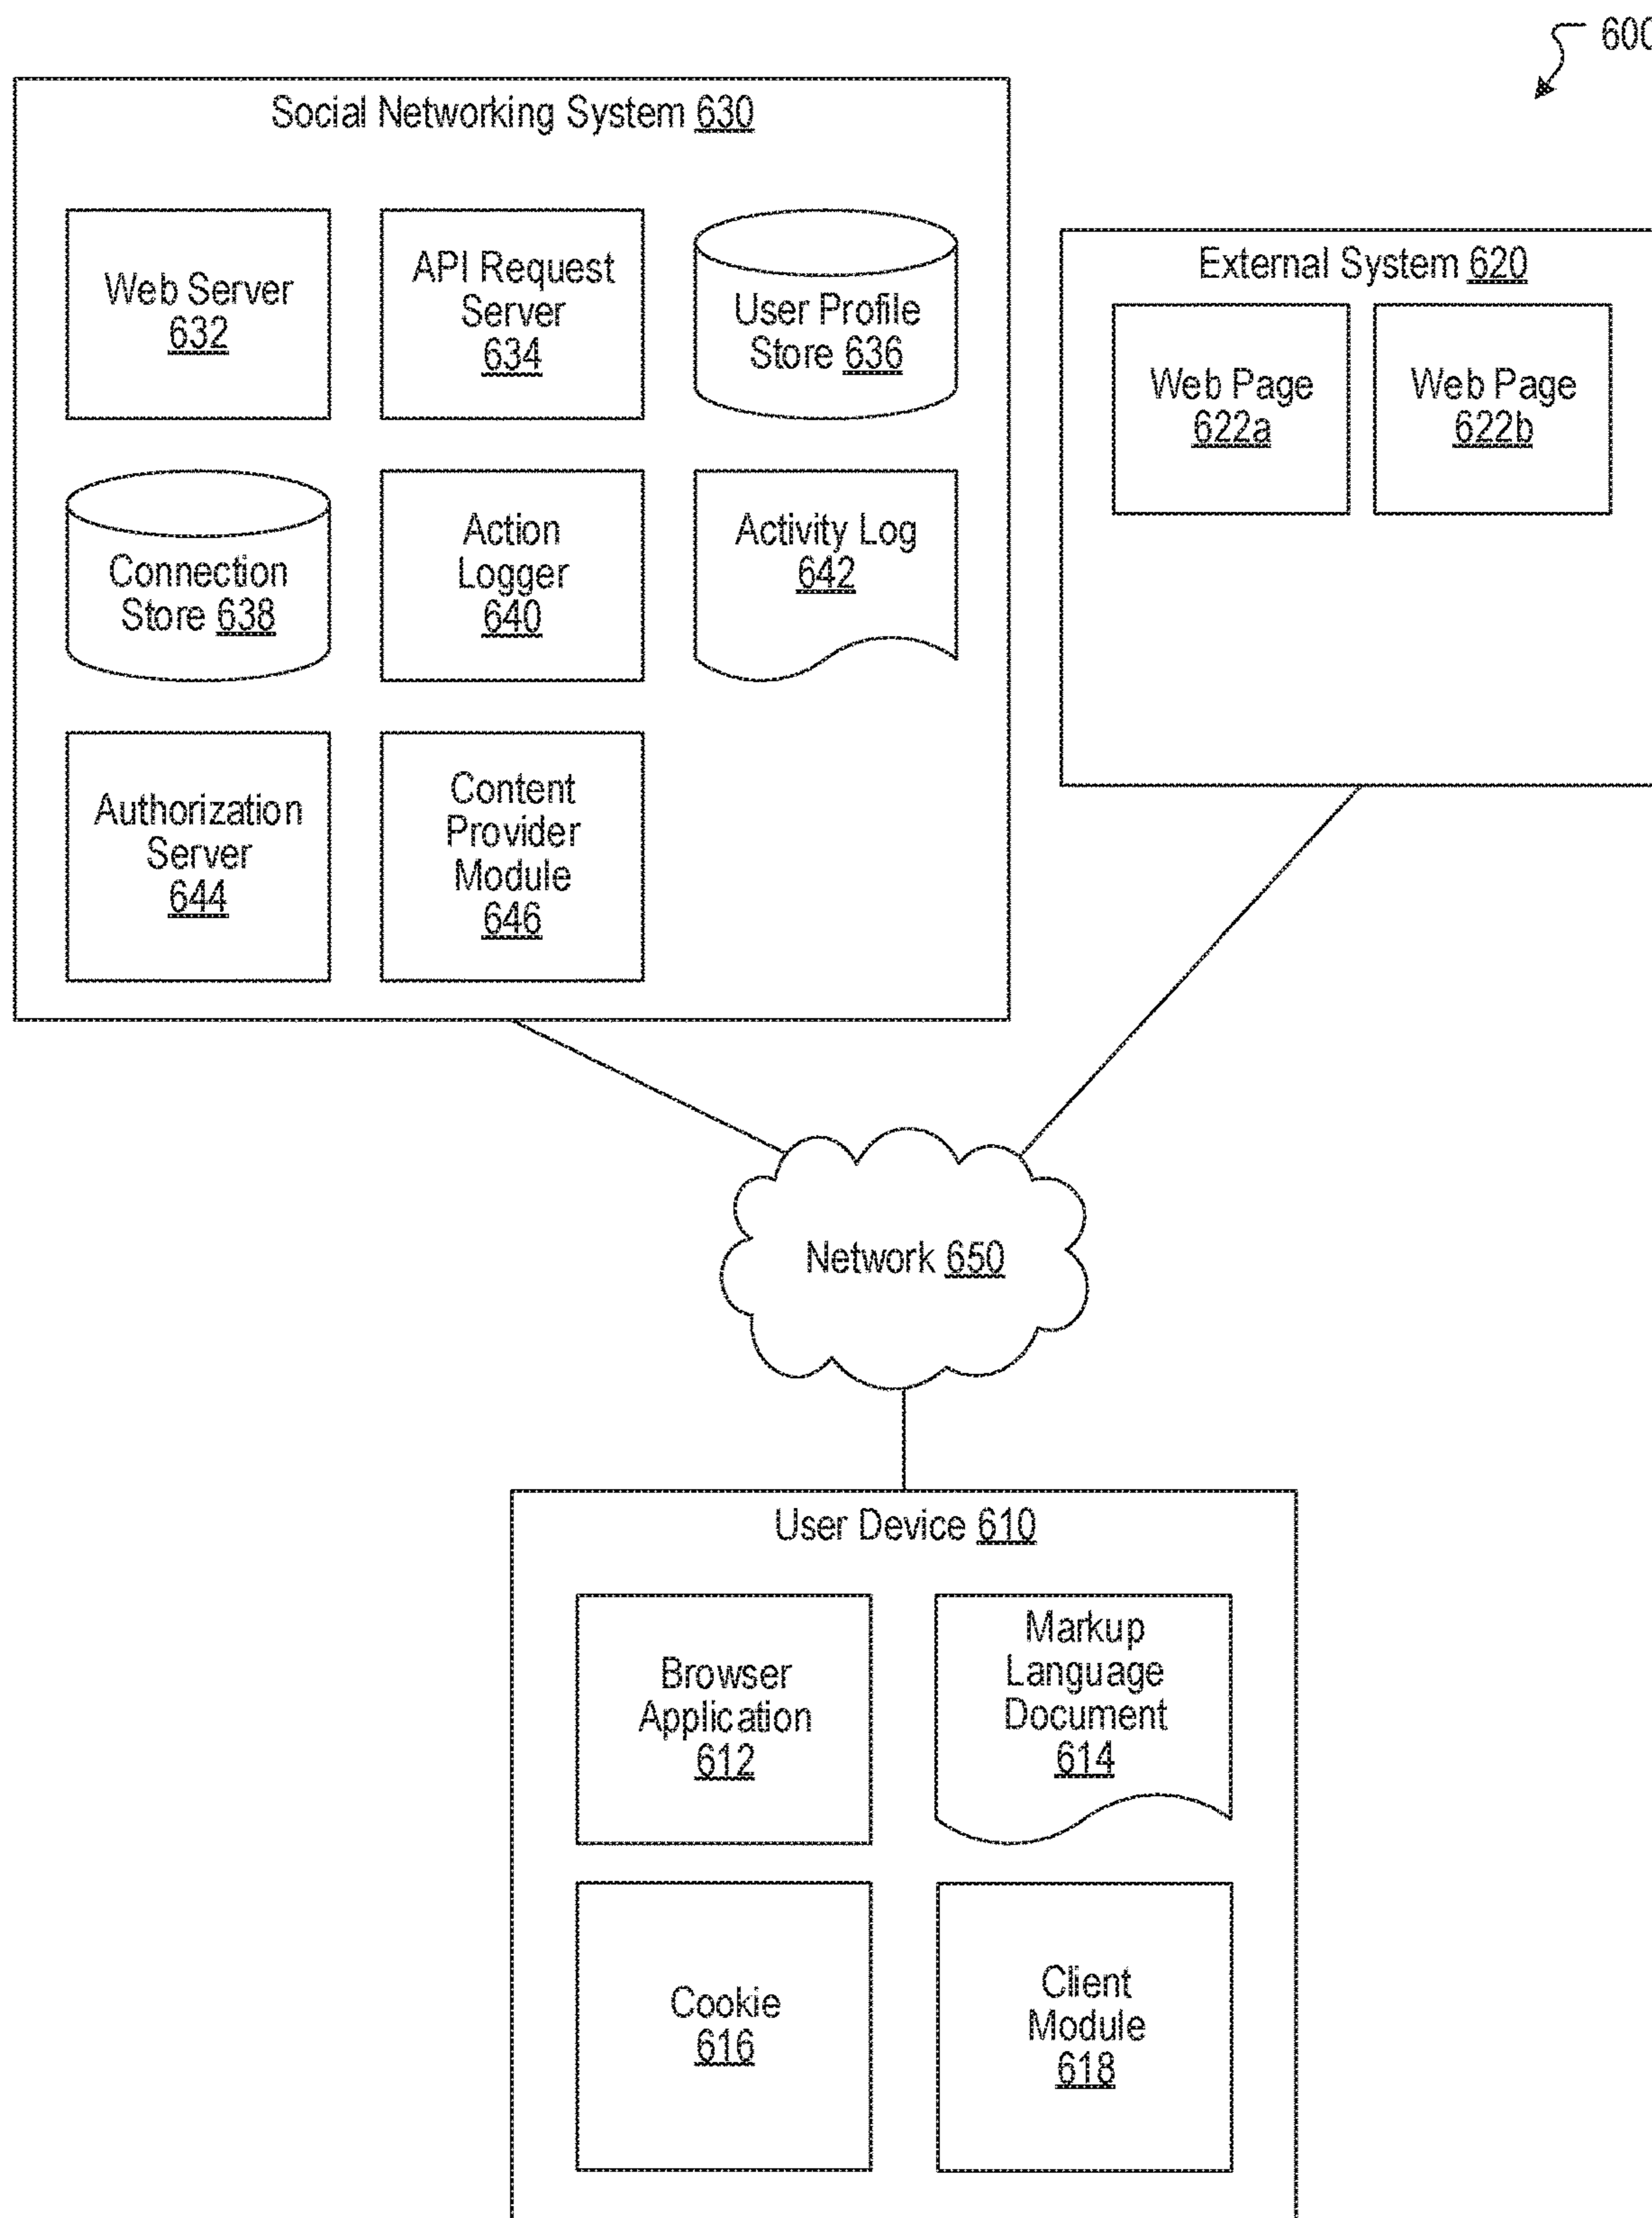 600
Social Networking System 630
Web Server
632
API Request
Server
634
User Profile
Store 636
Connection
Store 638
Action
Logger
640
Activity Log
642
Authorization
Server
644
Content
Provider
Module
646
External System 620
Web Page
622a
Web Page
622b
Network 650
User Device 610
Browser
Application
612
Markup
Language
Document
614
Cookie
616
Client
Module
618